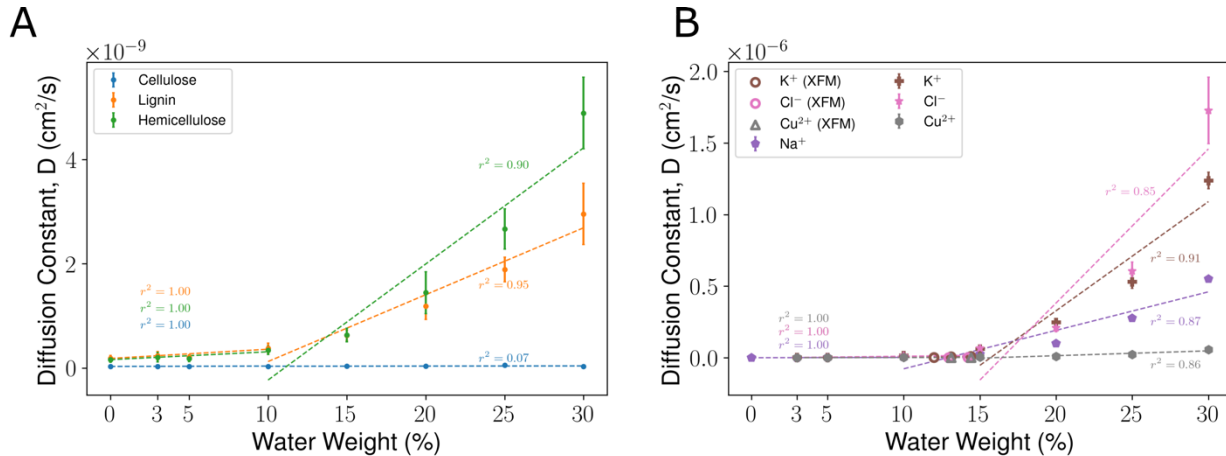 A
×10⁻⁹
Diffusion Constant, D (cm²/s)
Cellulose
Lignin
Hemicellulose
r² = 0.90
r² = 0.95
r² = 1.00
r² = 1.00
r² = 1.00
r² = 0.07
4
2
0
0 3 5 10 15 20 25 30
Water Weight (%)
B
×10⁻⁶
Diffusion Constant, D (cm²/s)
K⁺ (XFM)
Cl⁻ (XFM)
Cu²⁺ (XFM)
Na⁺
K⁺
Cl⁻
Cu²⁺
r² = 0.85
r² = 0.91
r² = 0.87
r² = 0.86
r² = 1.00
r² = 1.00
r² = 1.00
2.0
1.5
1.0
0.5
0.0
0 3 5 10 15 20 25 30
Water Weight (%)